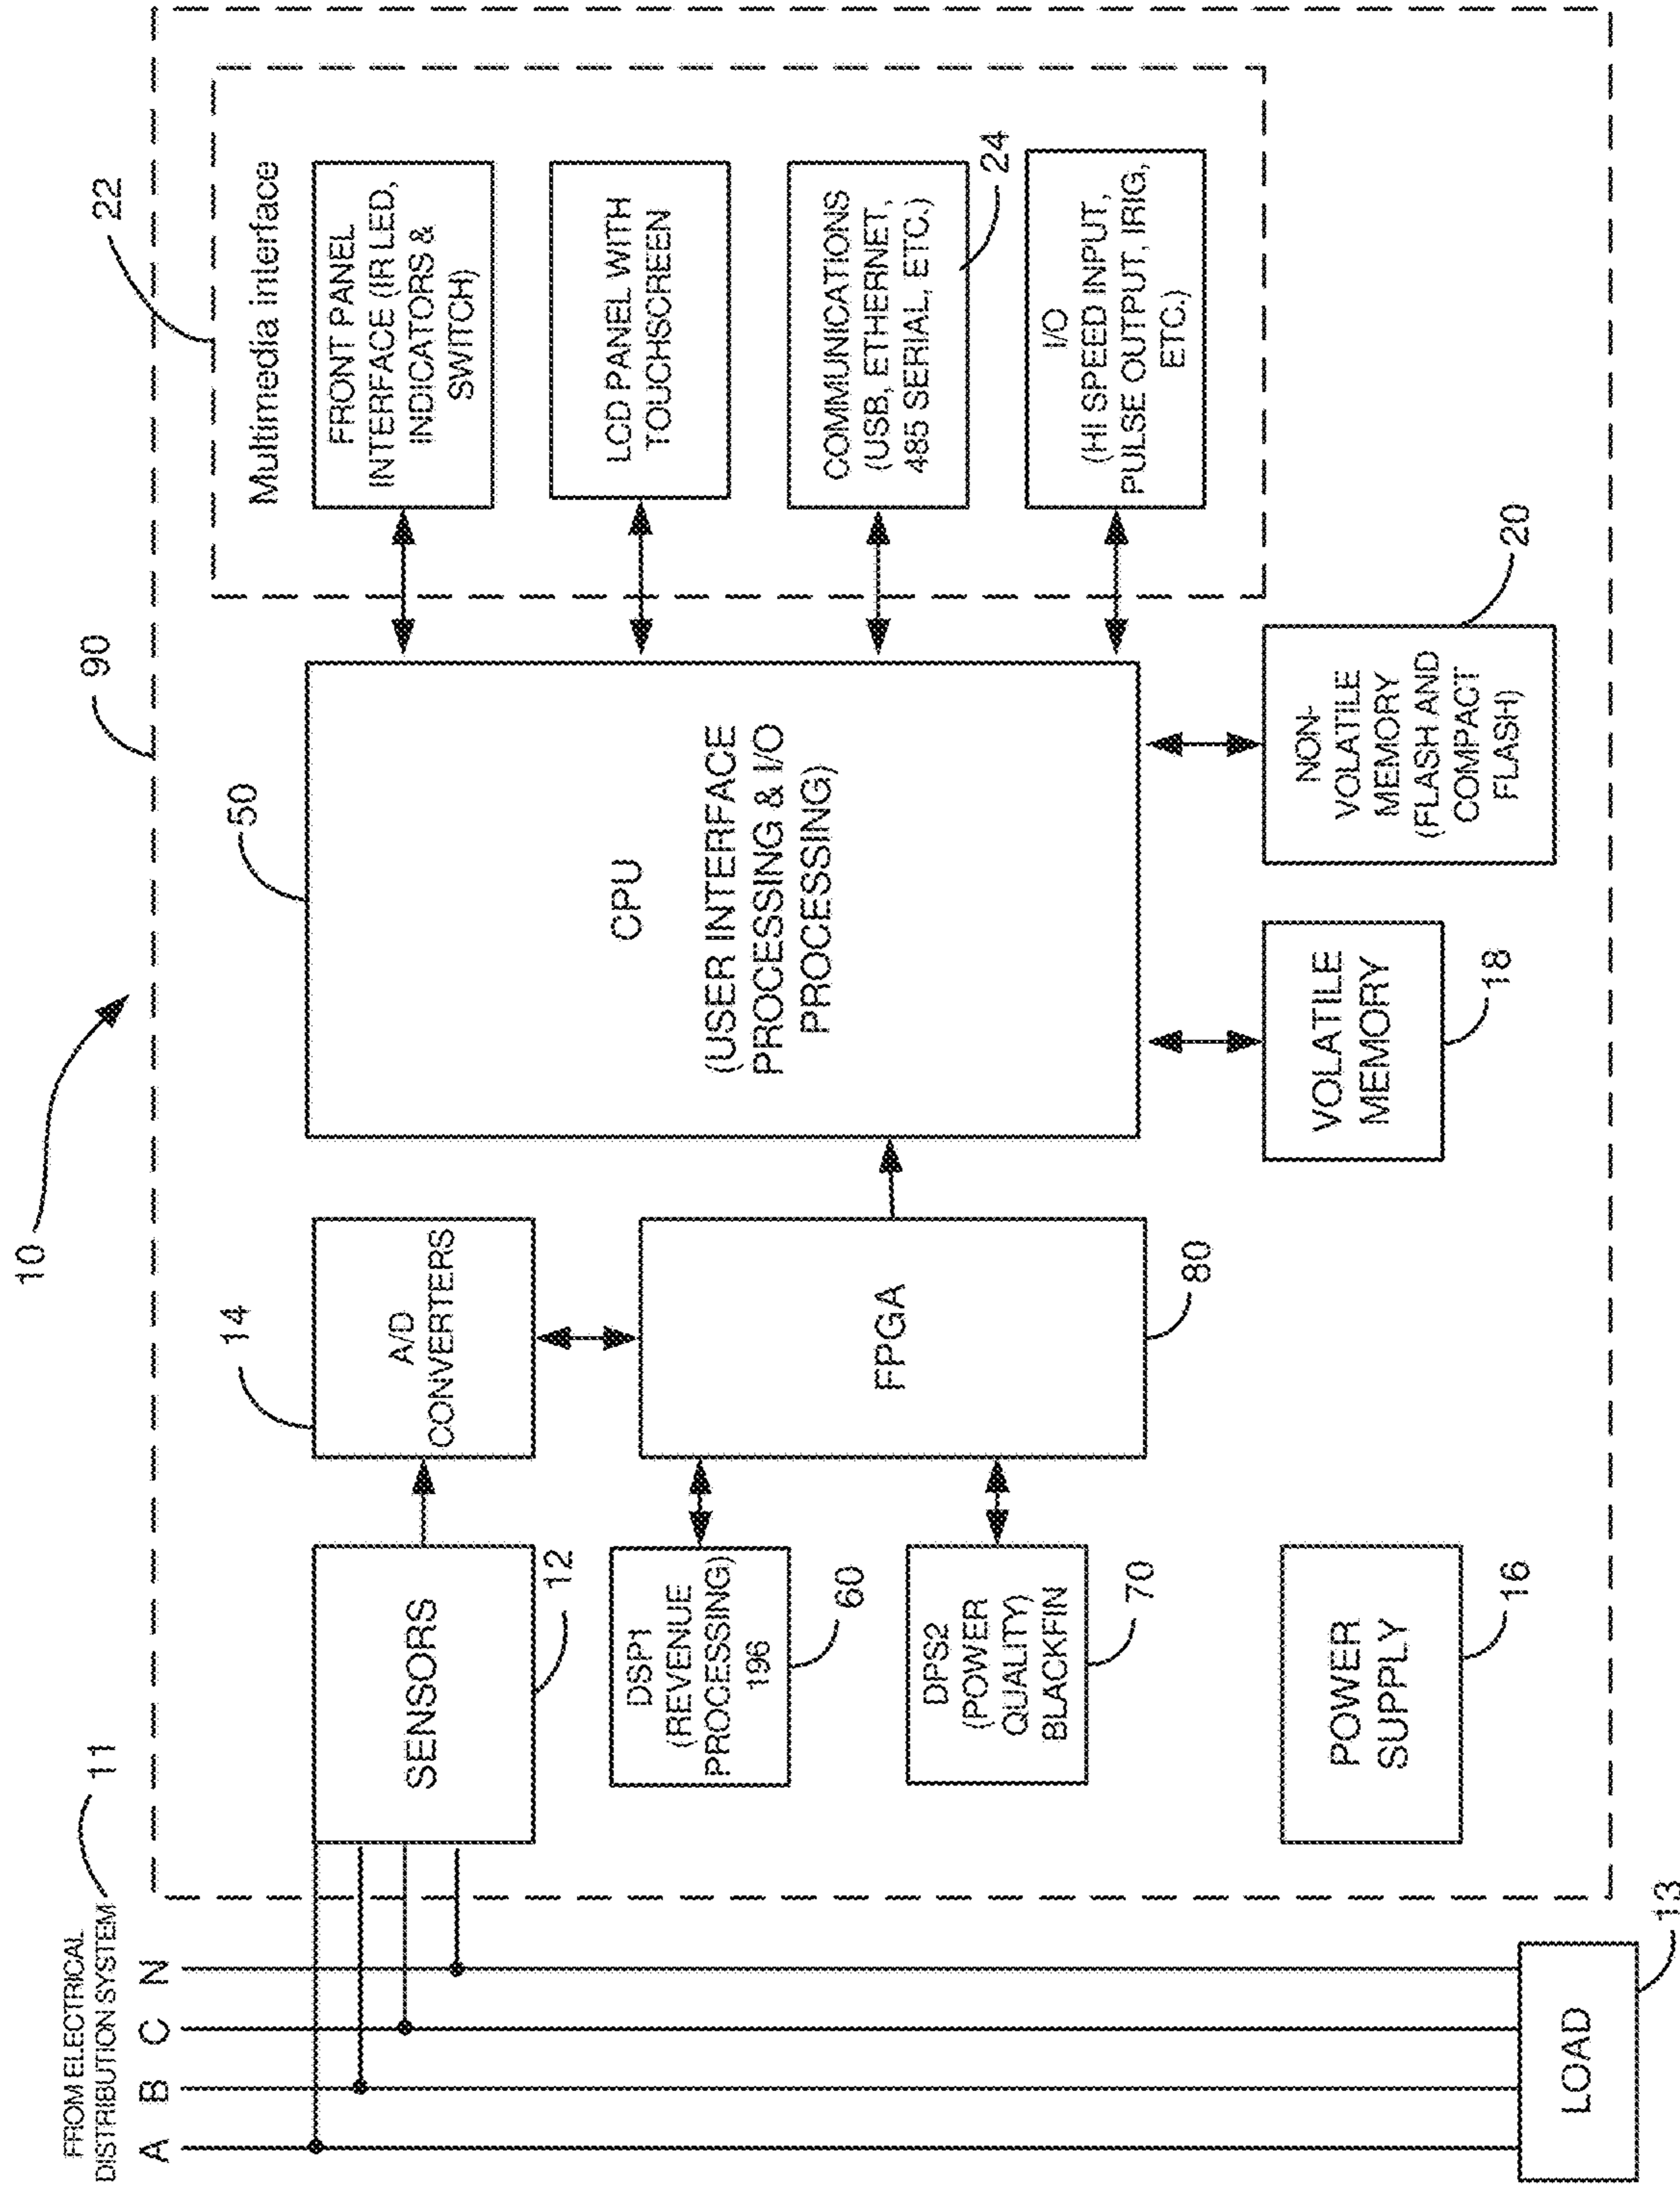 10
FROM ELECTRICAL
DISTRIBUTION SYSTEM
11
A
B
C
N
LOAD
13
90
SENSORS
12
14
A/D
CONVERTERS
DSP1
(REVENUE
PROCESSING)
196
60
DPS2
(POWER
QUALITY)
BLACKFIN
70
FPGA
80
POWER
SUPPLY
16
50
CPU
(USER INTERFACE
PROCESSING & I/O
PROCESSING)
VOLATILE
MEMORY
18
NON-
VOLATILE
MEMORY
(FLASH AND
COMPACT
FLASH)
20
22
Multimedia interface
FRONT PANEL
INTERFACE (IR LED,
INDICATORS &
SWITCH)
LCD PANEL WITH
TOUCHSCREEN
COMMUNICATIONS
(USB, ETHERNET,
485 SERIAL, ETC.)
24
I/O
(HI SPEED INPUT,
PULSE OUTPUT, IRIG,
ETC.)